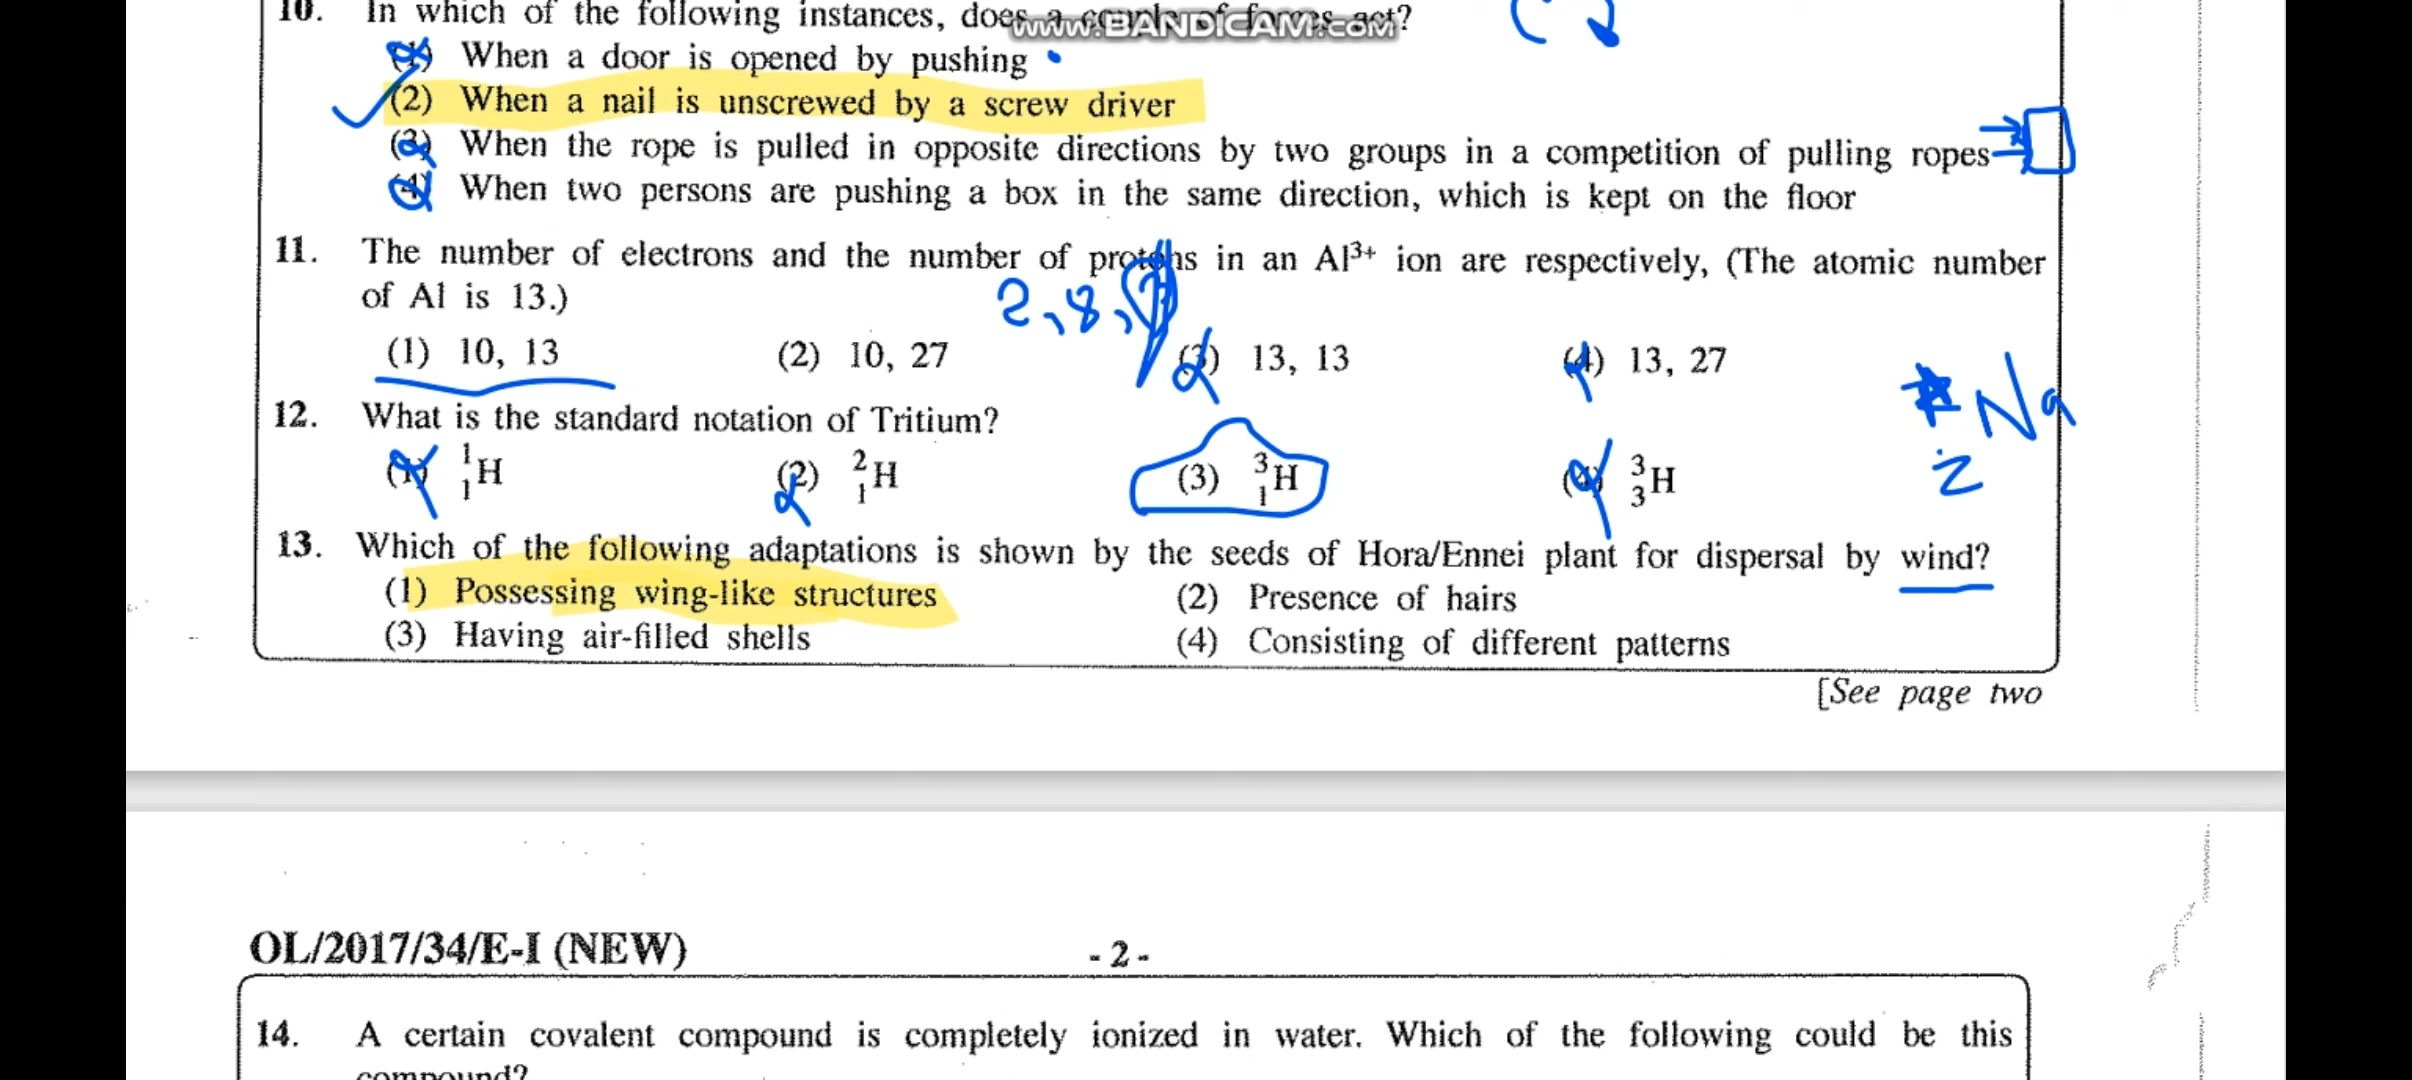 10. In which of the following instances, does a couple of forces act?
www.BANDICAM.com
(1) When a door is opened by pushing
(2) When a nail is unscrewed by a screw driver
(3) When the rope is pulled in opposite directions by two groups in a competition of pulling ropes
(4) When two persons are pushing a box in the same direction, which is kept on the floor
11. The number of electrons and the number of protons in an Al³⁺ ion are respectively, (The atomic number
of Al is 13.)
2, 8,
(1) 10, 13 (2) 10, 27 (3) 13, 13 (4) 13, 27
Na
12. What is the standard notation of Tritium?
(1) ¹₁H (2) ²₁H (3) ³₁H (4) ³₃H
13. Which of the following adaptations is shown by the seeds of Hora/Ennei plant for dispersal by wind?
(1) Possessing wing-like structures (2) Presence of hairs
(3) Having air-filled shells (4) Consisting of different patterns
[See page two
OL/2017/34/E-I (NEW) - 2 -
14. A certain covalent compound is completely ionized in water. Which of the following could be this
compound?